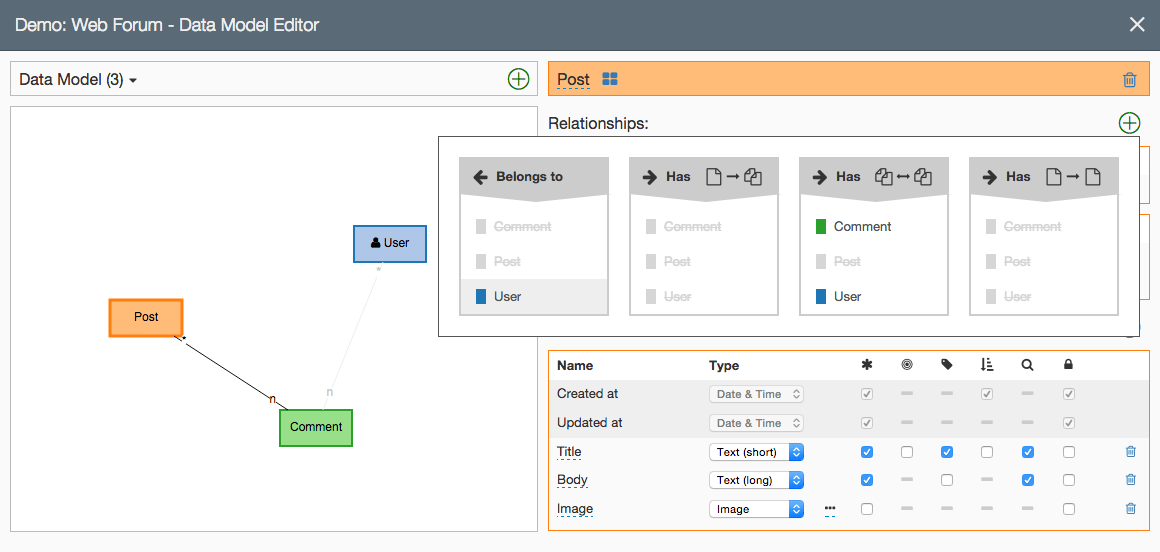 Demo: Web Forum - Data Model Editor
Data Model (3)
Post
Relationships:
Belongs to
Comment
Post
User
Has
Comment
Post
User
Has
Comment
Post
User
Has
Comment
Post
User
User
*
Post
*
n
n
Comment
Name Type
Created at Date & Time
Updated at Date & Time
Title Text (short)
Body Text (long)
Image Image •••